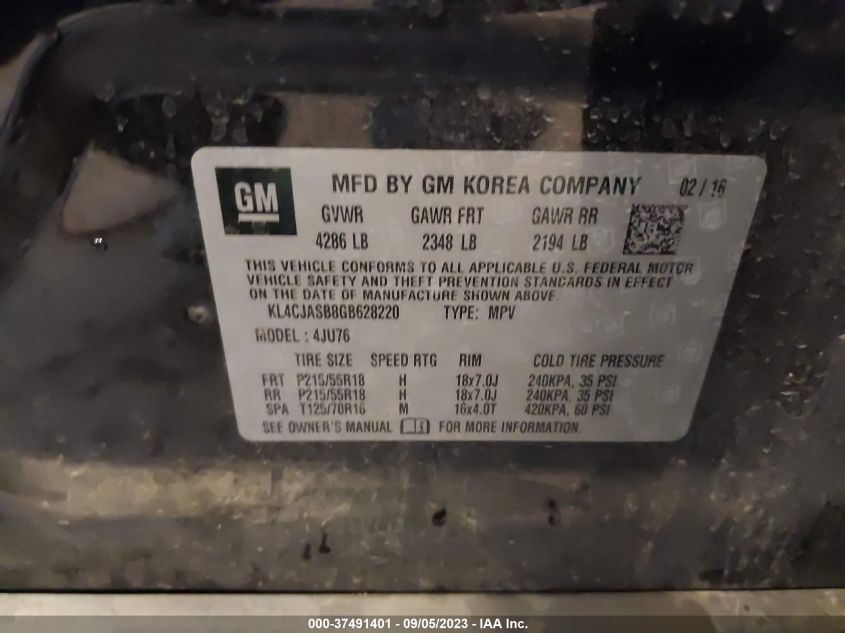 GM
MFD BY GM KOREA COMPANY 02/16
GVWR GAWR FRT GAWR RR
4286 LB 2348 LB 2194 LB
THIS VEHICLE CONFORMS TO ALL APPLICABLE U.S. FEDERAL MOTOR
VEHICLE SAFETY AND THEFT PREVENTION STANDARDS IN EFFECT
ON THE DATE OF MANUFACTURE SHOWN ABOVE.
KL4CJASB8GB628220 TYPE: MPV
MODEL : 4JU76
TIRE SIZE SPEED RTG RIM COLD TIRE PRESSURE
FRT P215/55R18 H 18x7.0J 240KPA, 35 PSI
RR P215/55R18 H 18x7.0J 240KPA, 35 PSI
SPA T125/70R16 M 16x4.0T 420KPA, 60 PSI
SEE OWNER'S MANUAL FOR MORE INFORMATION.
000-37491401 - 09/05/2023 - IAA Inc.